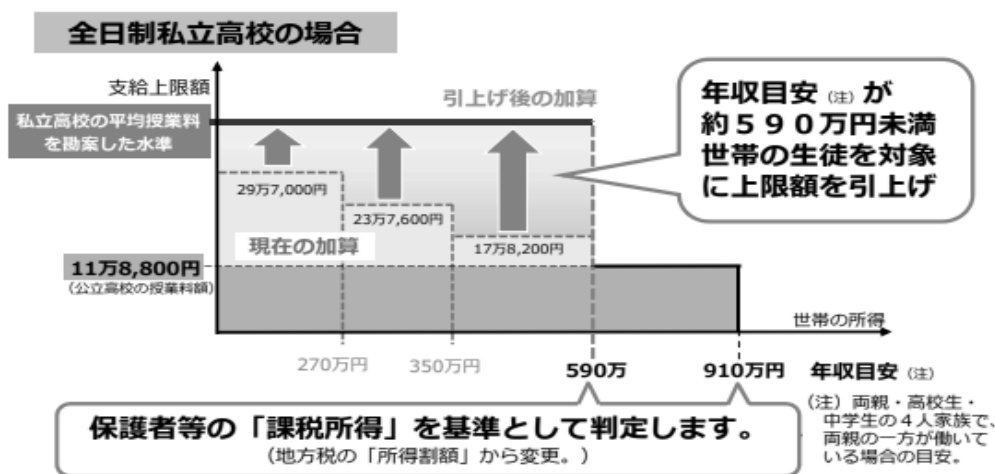 全日制私立高校の場合
支給上限額
私立高校の平均授業料
を勘案した水準
引上げ後の加算
年収目安（注）が
約５９０万円未満
世帯の生徒を対象
に上限額を引上げ
29万7,000円
23万7,600円
17万8,200円
現在の加算
11万8,800円
（公立高校の授業料額）
世帯の所得
270万円
350万円
590万
910万円
年収目安（注）
保護者等の「課税所得」を基準として判定します。
（地方税の「所得割額」から変更。）
（注）両親・高校生・
中学生の４人家族で、
両親の一方が働いて
いる場合の目安。